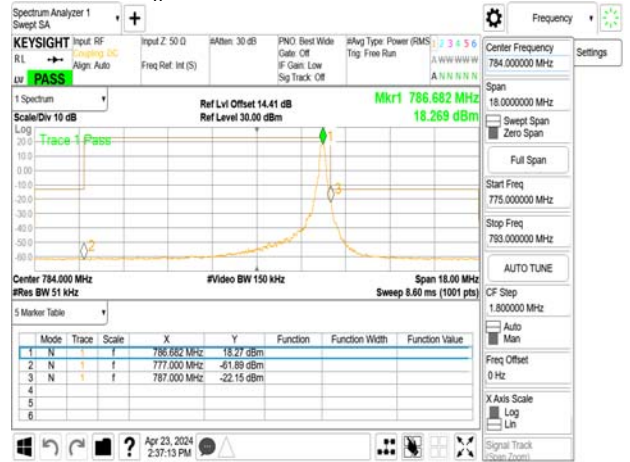 Spectrum Analyzer 1
Swept SA
+
Frequency
KEYSIGHT
Input: RF
Input Z: 50 Ω
#Atten: 30 dB
PNO: Best Wide
#Avg Type: Power (RMS
1 2 3 4 5 6
RL
Coupling: DC
Gate: Off
Trig: Free Run
A W W W W W
Align: Auto
Freq Ref: Int (S)
IF Gain: Low
LV PASS
Sig Track: Off
A N N N N N
Settings
1 Spectrum
Ref Lvl Offset 14.41 dB
Mkr1 786.682 MHz
Scale/Div 10 dB
Ref Level 30.00 dBm
18.269 dBm
Log
Trace 1 Pass
20.0
10.0
0.00
-10.0
-20.0
-30.0
-40.0
-50.0
-60.0
1
2
3
Center 784.000 MHz
#Video BW 150 kHz
Span 18.00 MHz
#Res BW 51 kHz
Sweep 8.60 ms (1001 pts)
5 Marker Table
Mode Trace Scale X Y Function Function Width Function Value
1 N 1 f 786.682 MHz 18.27 dBm
2 N 1 f 777.000 MHz -61.89 dBm
3 N 1 f 787.000 MHz -22.15 dBm
4
5
6
Apr 23, 2024
2:37:13 PM
Center Frequency
784.000000 MHz
Span
18.0000000 MHz
Swept Span
Zero Span
Full Span
Start Freq
775.000000 MHz
Stop Freq
793.000000 MHz
AUTO TUNE
CF Step
1.800000 MHz
Auto
Man
Freq Offset
0 Hz
X Axis Scale
Log
Lin
Signal Track
(Span Zoom)